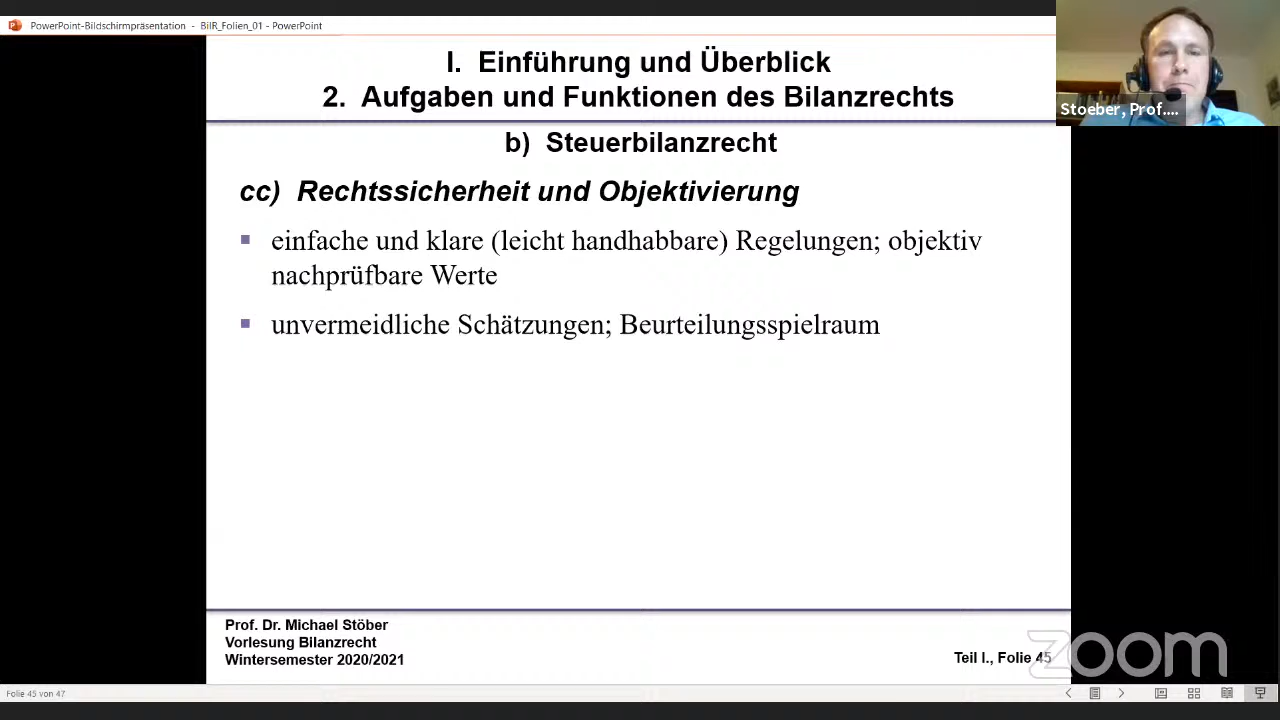 PowerPoint-Bildschirmpräsentation - BilR_Folien_01 - PowerPoint
I. Einführung und Überblick
2. Aufgaben und Funktionen des Bilanzrechts
Stoeber, Prof....
b) Steuerbilanzrecht
cc) Rechtssicherheit und Objektivierung
einfache und klare (leicht handhabbare) Regelungen; objektiv
nachprüfbare Werte
unvermeidliche Schätzungen; Beurteilungsspielraum
Prof. Dr. Michael Stöber
Vorlesung Bilanzrecht
Wintersemester 2020/2021
Teil I., Folie 45
zoom
Folie 45 von 47